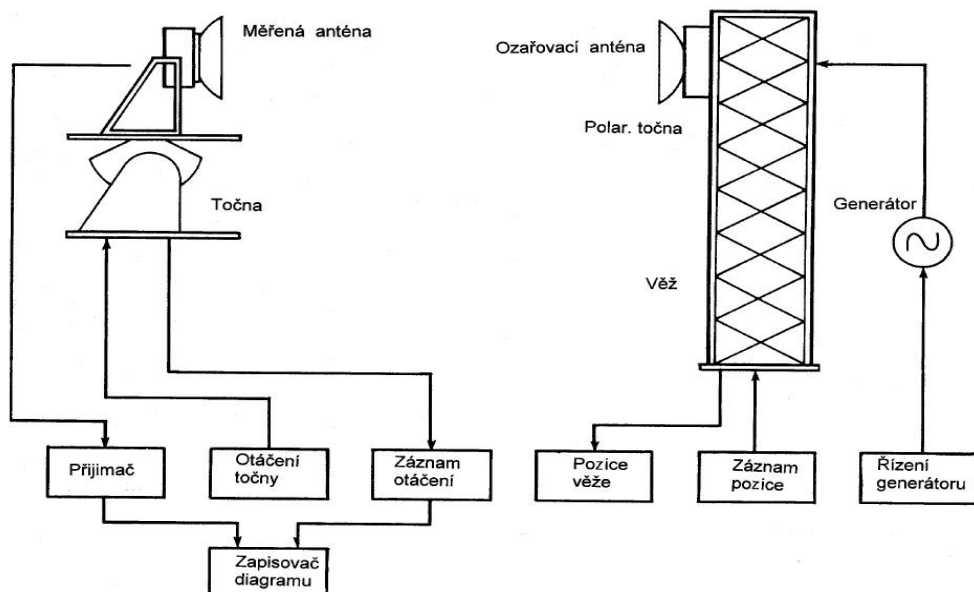 Měřená anténa
Ozařovací anténa
Polar. točna
Točna
Generátor
Věž
Přijimač
Otáčení
točny
Záznam
otáčení
Pozice
věže
Záznam
pozice
Řízení
generátoru
Zapisovač
diagramu